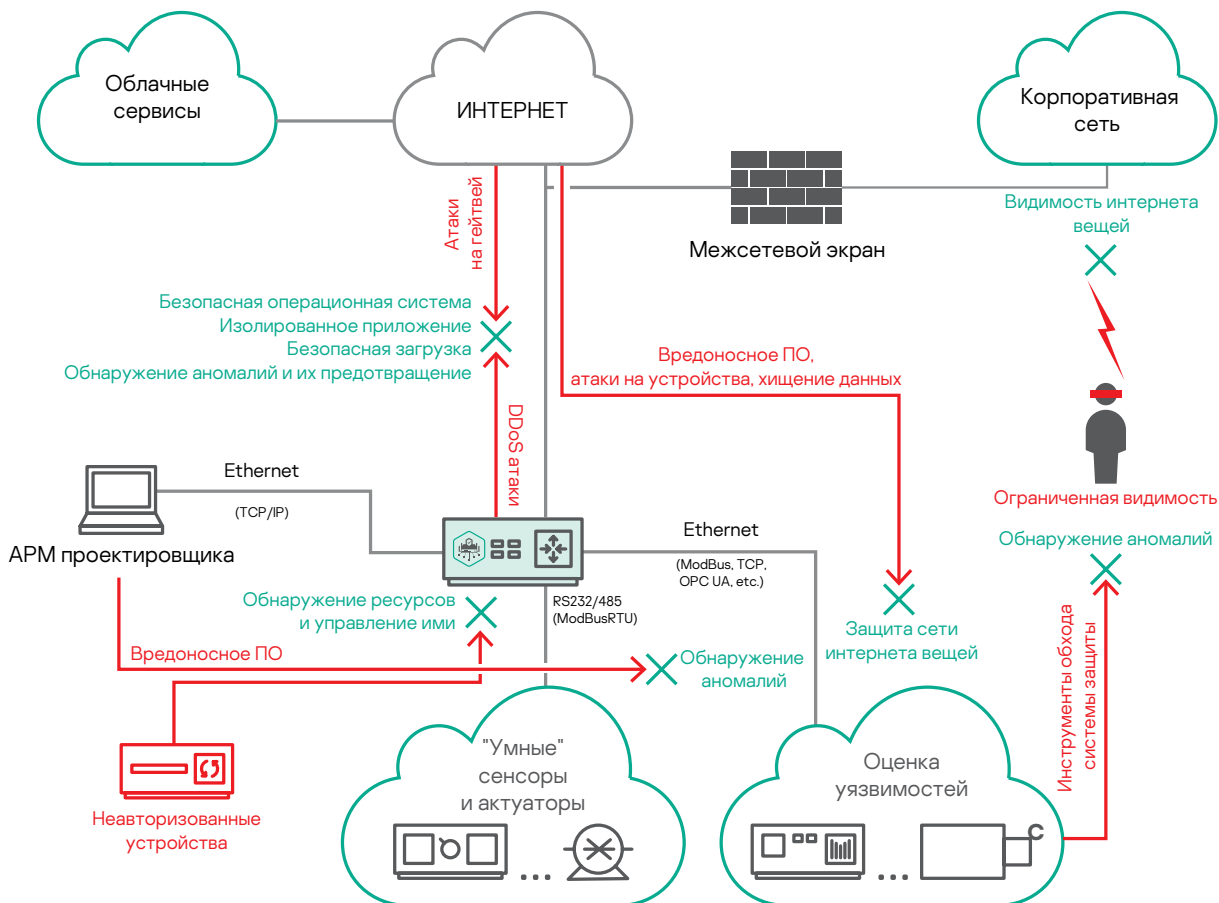 Облачные
сервисы
ИНТЕРНЕТ
Корпоративная
сеть
Атаки
на гейтвей
Межсетевой экран
Видимость интернета
вещей
Безопасная операционная система
Изолированное приложение
Безопасная загрузка
Обнаружение аномалий и их предотвращение
Вредоносное ПО,
атаки на устройства, хищение данных
DDoS атаки
Ethernet
(TCP/IP)
АРМ проектировщика
Ethernet
(ModBus, TCP,
OPC UA, etc.)
Ограниченная видимость
Обнаружение аномалий
Обнаружение ресурсов
и управление ими
RS232/485
(ModBusRTU)
Защита сети
интернета вещей
Вредоносное ПО
Обнаружение
аномалий
Инструменты обхода
системы защиты
Неавторизованные
устройства
"Умные"
сенсоры
и актуаторы
...
Оценка
уязвимостей
...